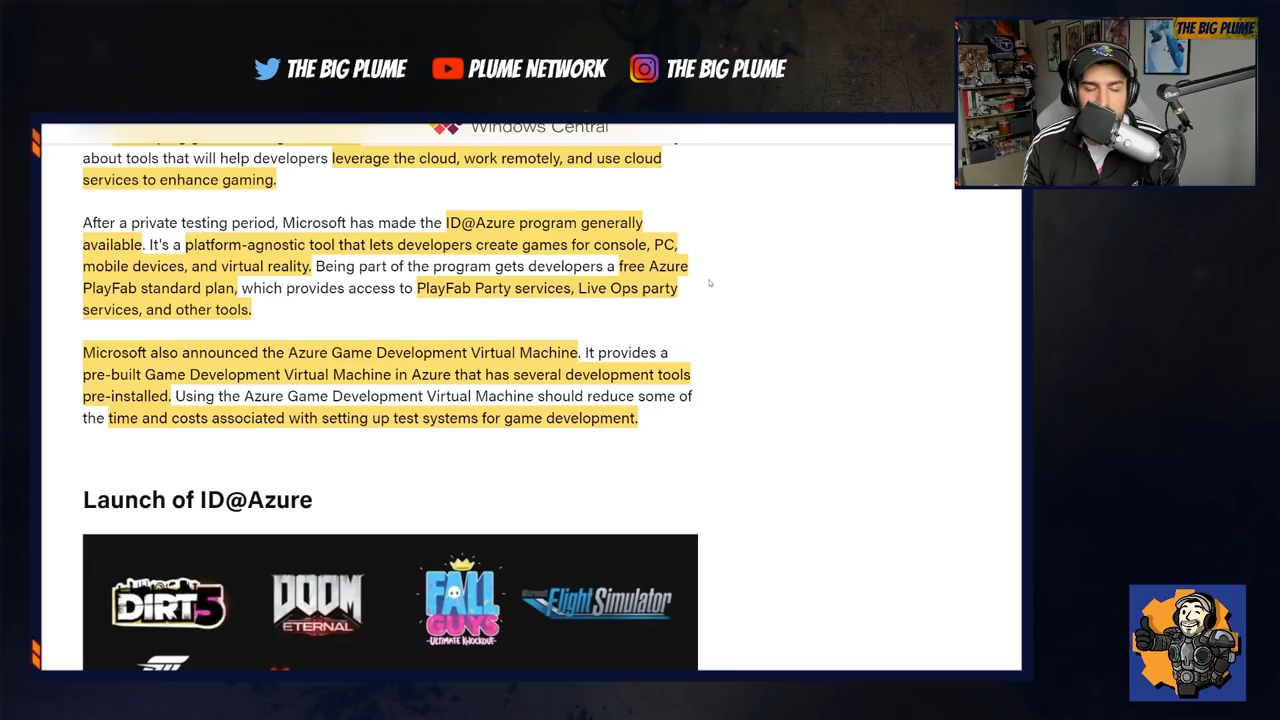 THE BIG PLUME
PLUME NETWORK
THE BIG PLUME
THE BIG PLUME
Windows Central
about tools that will help developers leverage the cloud, work remotely, and use cloud
services to enhance gaming.
After a private testing period, Microsoft has made the ID@Azure program generally
available. It's a platform-agnostic tool that lets developers create games for console, PC,
mobile devices, and virtual reality. Being part of the program gets developers a free Azure
PlayFab standard plan, which provides access to PlayFab Party services, Live Ops party
services, and other tools.
Microsoft also announced the Azure Game Development Virtual Machine. It provides a
pre-built Game Development Virtual Machine in Azure that has several development tools
pre-installed. Using the Azure Game Development Virtual Machine should reduce some of
the time and costs associated with setting up test systems for game development.
Launch of ID@Azure
DIRT 5
DOOM
ETERNAL
FALL
GUYS
-ULTIMATE KNOCKOUT-
Microsoft
Flight Simulator